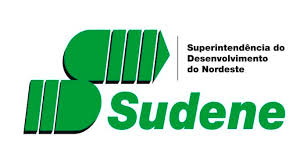 Superintendência do
Desenvolvimento
do Nordeste
Sudene